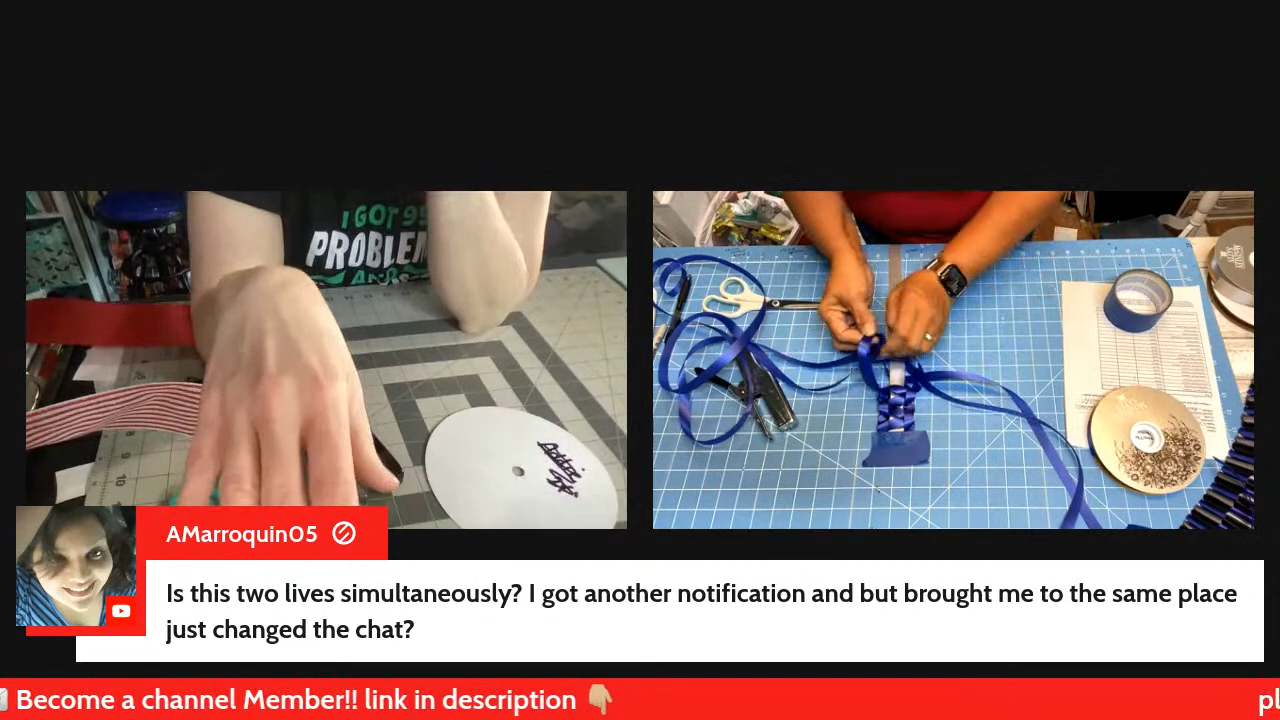 I GOT 99
PROBLEM
AMarroquin05
Is this two lives simultaneously? I got another notification and but brought me to the same place
just changed the chat?
Become a channel Member!! link in description
pl